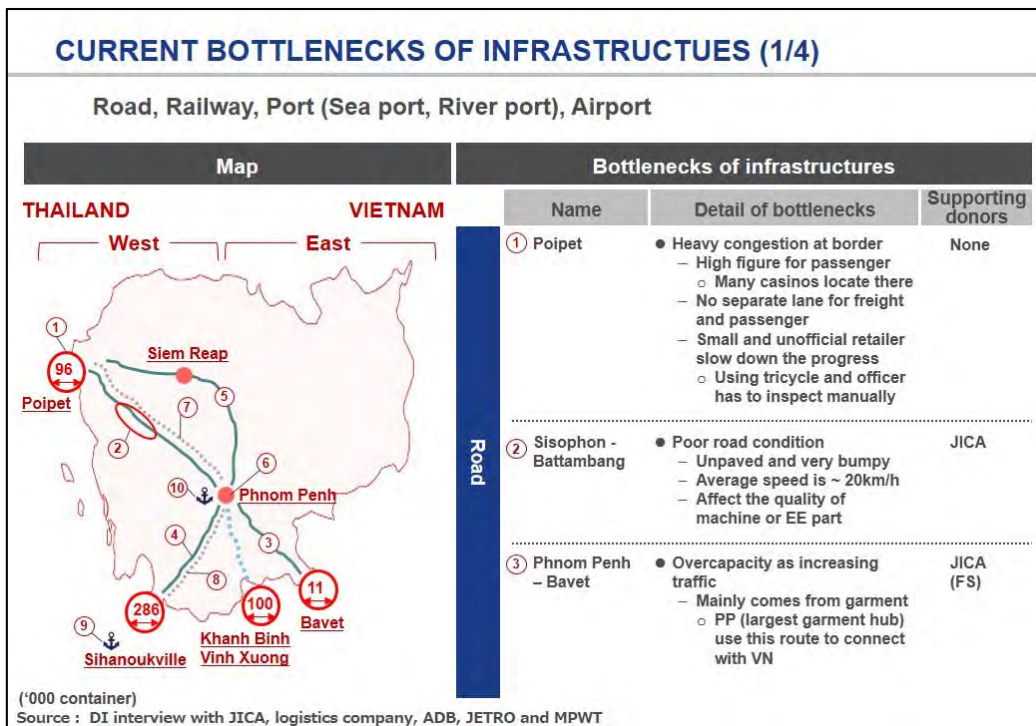 CURRENT BOTTLENECKS OF INFRASTRUCTUES (1/4)
Road, Railway, Port (Sea port, River port), Airport
Map
THAILAND
VIETNAM
West
East
1
96
Poipet
Siem Reap
5
7
2
6
10
Phnom Penh
4
3
8
286
100
11
Bavet
9
Sihanoukville
Khanh Binh
Vinh Xuong
('000 container)
Bottlenecks of infrastructures
Name
Detail of bottlenecks
Supporting
donors
Road
1 Poipet
● Heavy congestion at border
– High figure for passenger
○ Many casinos locate there
– No separate lane for freight
and passenger
– Small and unofficial retailer
slow down the progress
○ Using tricycle and officer
has to inspect manually
None
2 Sisophon -
Battambang
● Poor road condition
– Unpaved and very bumpy
– Average speed is ~ 20km/h
– Affect the quality of
machine or EE part
JICA
3 Phnom Penh
– Bavet
● Overcapacity as increasing
traffic
– Mainly comes from garment
○ PP (largest garment hub)
use this route to connect
with VN
JICA
(FS)
Source : DI interview with JICA, logistics company, ADB, JETRO and MPWT